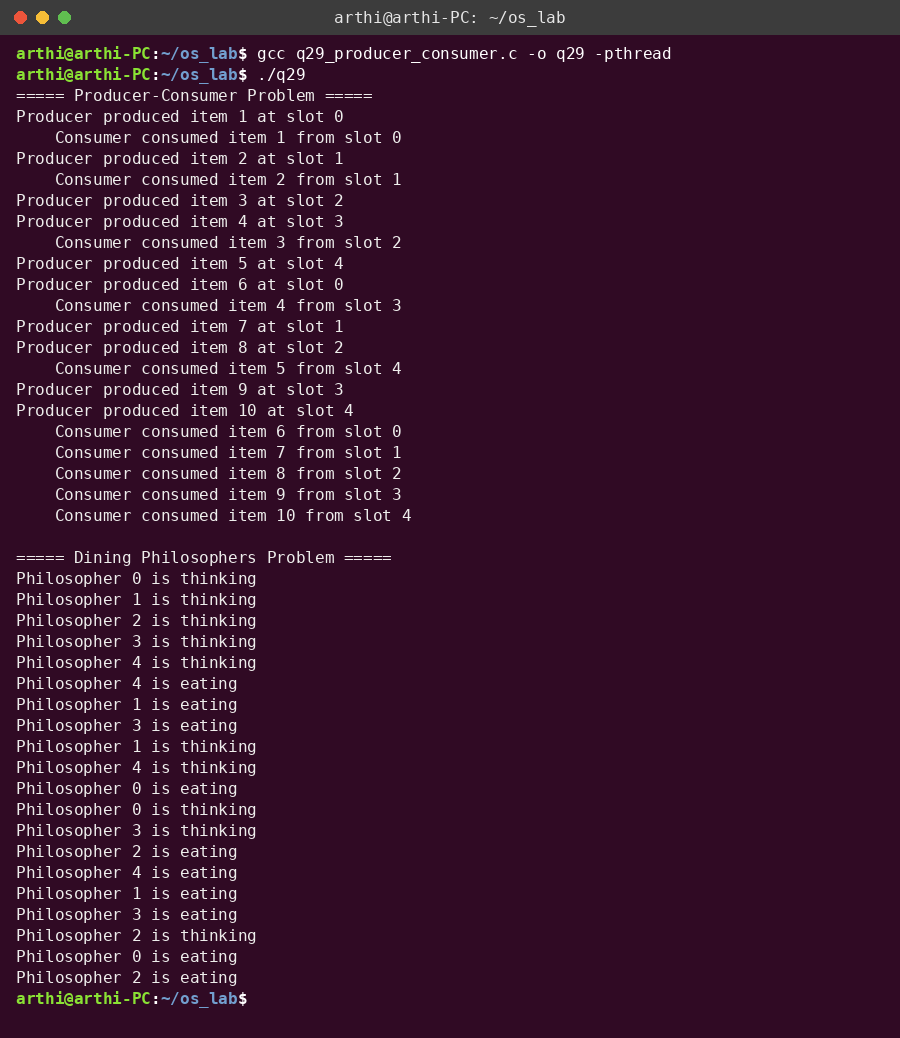 arthi@arthi-PC: ~/os_lab
arthi@arthi-PC:~/os_lab$ gcc q29_producer_consumer.c -o q29 -pthread
arthi@arthi-PC:~/os_lab$ ./q29
===== Producer-Consumer Problem =====
Producer produced item 1 at slot 0
    Consumer consumed item 1 from slot 0
Producer produced item 2 at slot 1
    Consumer consumed item 2 from slot 1
Producer produced item 3 at slot 2
Producer produced item 4 at slot 3
    Consumer consumed item 3 from slot 2
Producer produced item 5 at slot 4
Producer produced item 6 at slot 0
    Consumer consumed item 4 from slot 3
Producer produced item 7 at slot 1
Producer produced item 8 at slot 2
    Consumer consumed item 5 from slot 4
Producer produced item 9 at slot 3
Producer produced item 10 at slot 4
    Consumer consumed item 6 from slot 0
    Consumer consumed item 7 from slot 1
    Consumer consumed item 8 from slot 2
    Consumer consumed item 9 from slot 3
    Consumer consumed item 10 from slot 4

===== Dining Philosophers Problem =====
Philosopher 0 is thinking
Philosopher 1 is thinking
Philosopher 2 is thinking
Philosopher 3 is thinking
Philosopher 4 is thinking
Philosopher 4 is eating
Philosopher 1 is eating
Philosopher 3 is eating
Philosopher 1 is thinking
Philosopher 4 is thinking
Philosopher 0 is eating
Philosopher 0 is thinking
Philosopher 3 is thinking
Philosopher 2 is eating
Philosopher 4 is eating
Philosopher 1 is eating
Philosopher 3 is eating
Philosopher 2 is thinking
Philosopher 0 is eating
Philosopher 2 is eating
arthi@arthi-PC:~/os_lab$